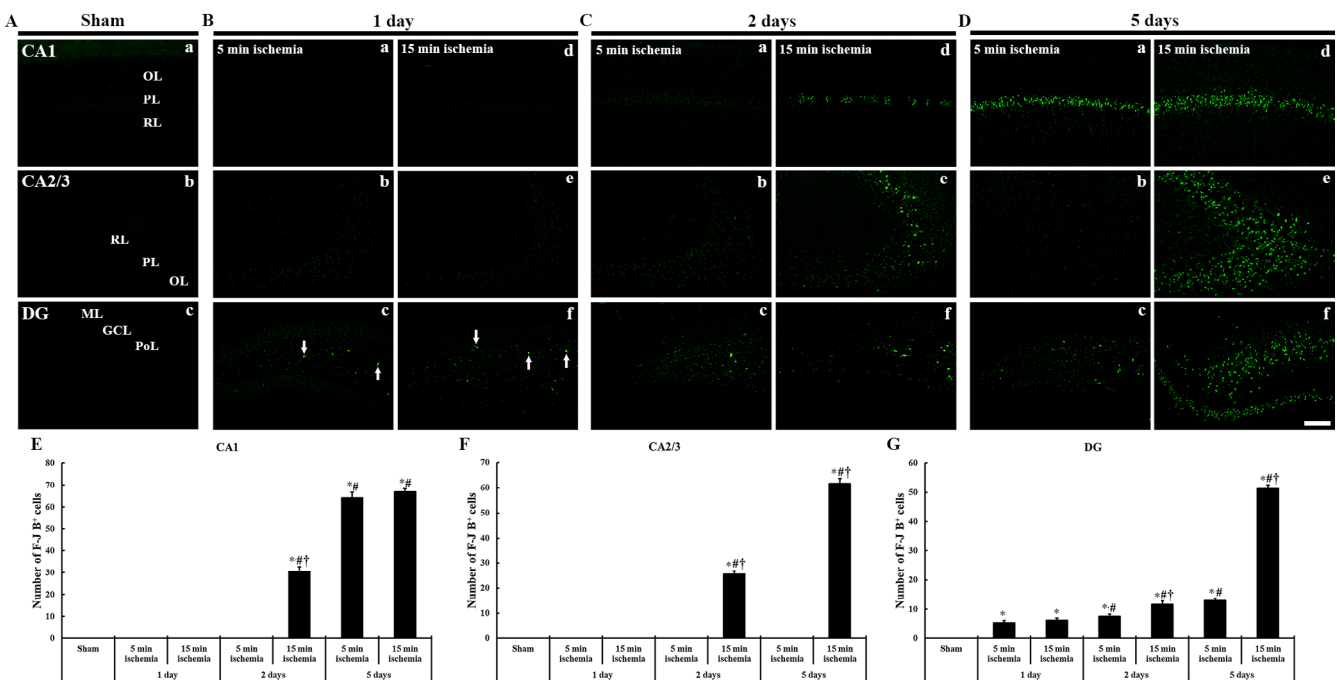 A Sham B 1 day C 2 days D 5 days
CA1 a 5 min ischemia a 15 min ischemia d 5 min ischemia a 15 min ischemia d 5 min ischemia a 15 min ischemia d
OL
PL
RL
CA2/3 b b e b c b e
RL
PL
OL
DG c c f c d c f
ML
GCL
PoL
E CA1
Number of F-J B+ cells
80
70
60
50
40
30
20
10
0
*#†
*#
*#
Sham 5 min ischemia 15 min ischemia 5 min ischemia 15 min ischemia 5 min ischemia 15 min ischemia
1 day 2 days 5 days
F CA2/3
Number of F-J B+ cells
70
60
50
40
30
20
10
0
*#†
*#†
Sham 5 min ischemia 15 min ischemia 5 min ischemia 15 min ischemia 5 min ischemia 15 min ischemia
1 day 2 days 5 days
G DG
Number of F-J B+ cells
60
50
40
30
20
10
0
*
*
*#
*#†
*#
*#†
Sham 5 min ischemia 15 min ischemia 5 min ischemia 15 min ischemia 5 min ischemia 15 min ischemia
1 day 2 days 5 days